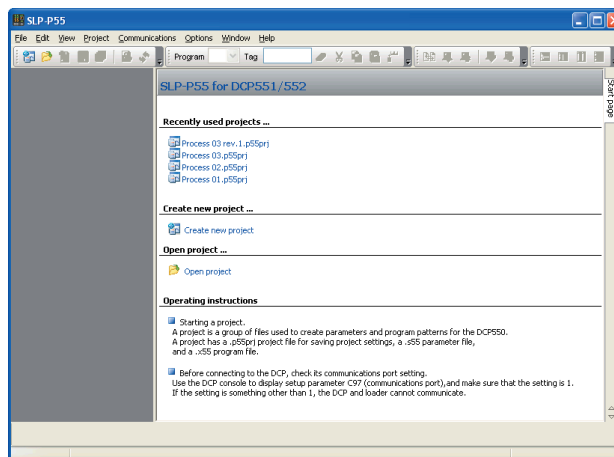 SLP-P55
File Edit View Project Communications Options Window Help
Program Tag
SLP-P55 for DCP551/552
Start page
Recently used projects ...
Process 03 rev.1.p55prj
Process 03.p55prj
Process 02.p55prj
Process 01.p55prj
Create new project ...
Create new project
Open project ...
Open project
Operating instructions
Starting a project.
A project is a group of files used to create parameters and program patterns for the DCP550.
A project has a .p55prj project file for saving project settings, a .s55 parameter file,
and a .x55 program file.
Before connecting to the DCP, check its communications port setting.
Use the DCP console to display setup parameter C97 (communications port),and make sure that the setting is 1.
If the setting is something other than 1, the DCP and loader cannot communicate.